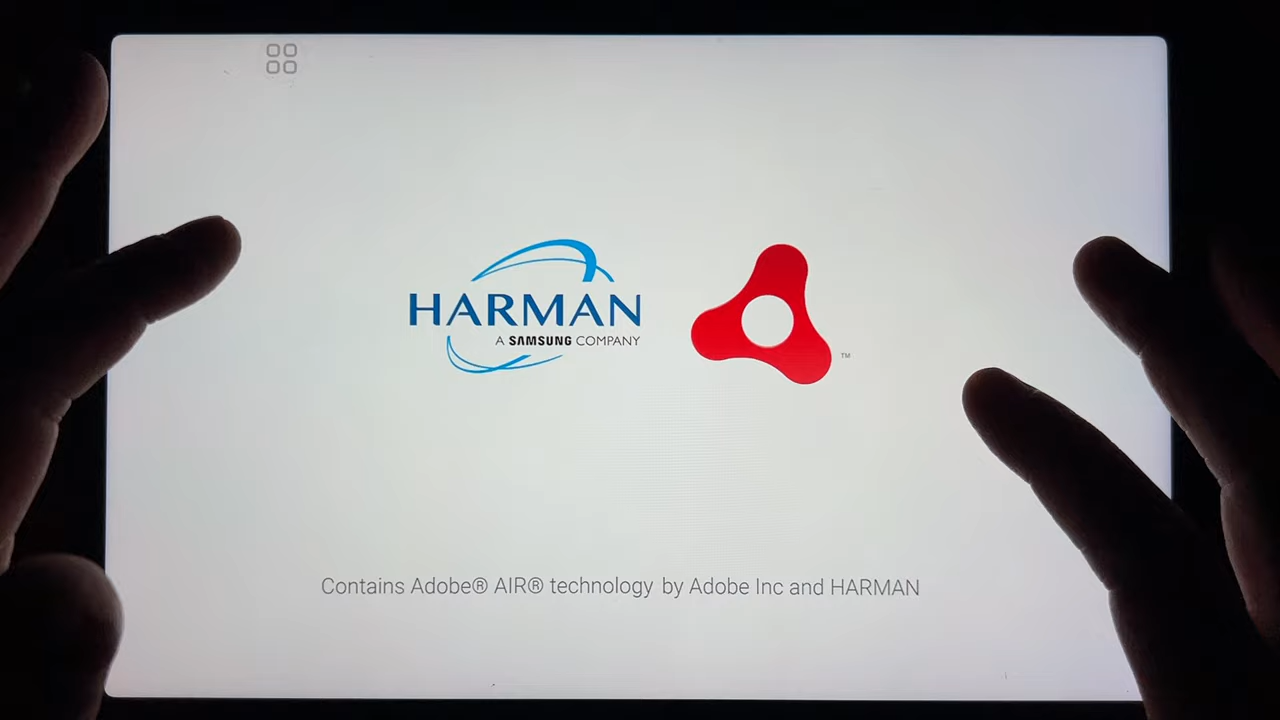 HARMAN
A SAMSUNG COMPANY
TM
Contains Adobe® AIR® technology by Adobe Inc and HARMAN